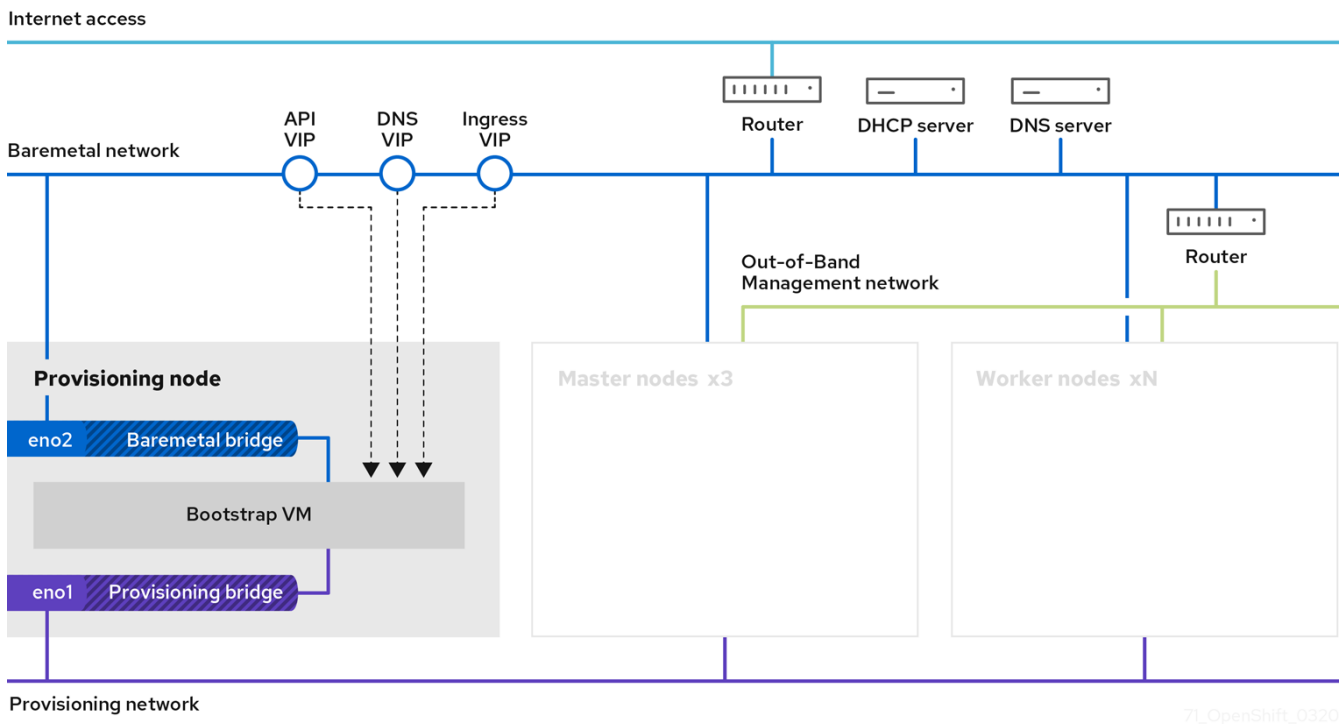 Internet access
API
VIP
DNS
VIP
Ingress
VIP
Router
DHCP server
DNS server
Baremetal network
Router
Out-of-Band
Management network
Provisioning node
Master nodes x3
Worker nodes xN
eno2
Baremetal bridge
Bootstrap VM
eno1
Provisioning bridge
Provisioning network
71_OpenShift_0320